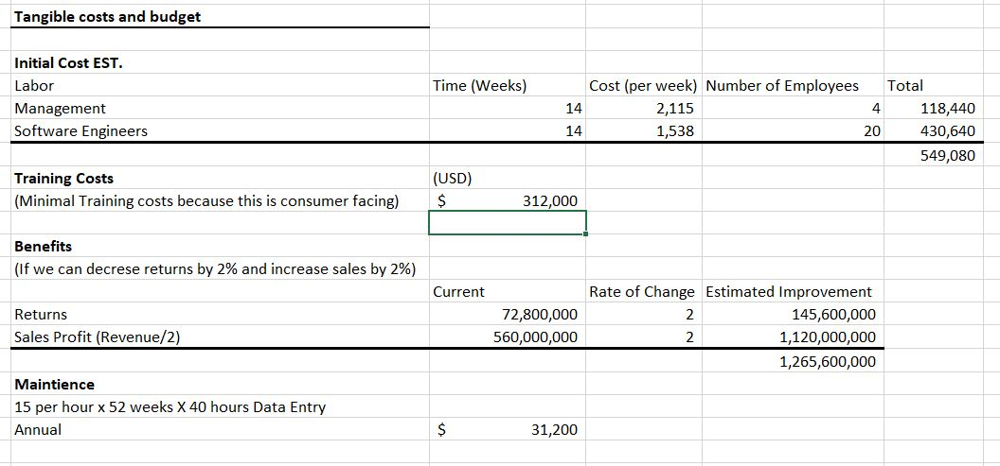 Tangible costs and budget
Initial Cost EST.
Labor Time (Weeks) Cost (per week) Number of Employees Total
Management 14 2,115 4 118,440
Software Engineers 14 1,538 20 430,640
549,080
Training Costs (USD)
(Minimal Training costs because this is consumer facing) $ 312,000
Benefits
(If we can decrese returns by 2% and increase sales by 2%)
Current Rate of Change Estimated Improvement
Returns 72,800,000 2 145,600,000
Sales Profit (Revenue/2) 560,000,000 2 1,120,000,000
1,265,600,000
Maintience
15 per hour x 52 weeks X 40 hours Data Entry
Annual $ 31,200